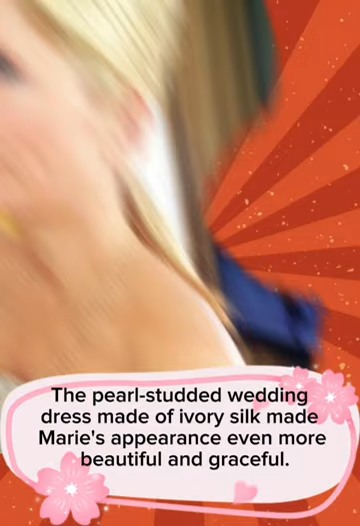 The pearl-studded wedding
dress made of ivory silk made
Marie's appearance even more
beautiful and graceful.